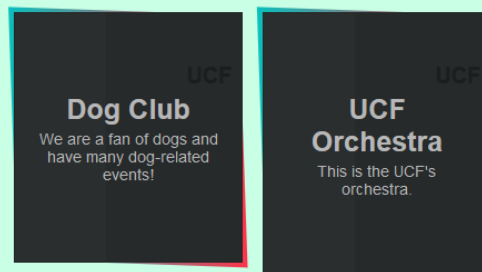 UCF
Dog Club
We are a fan of dogs and
have many dog-related
events!
UCF
UCF
Orchestra
This is the UCF's
orchestra.